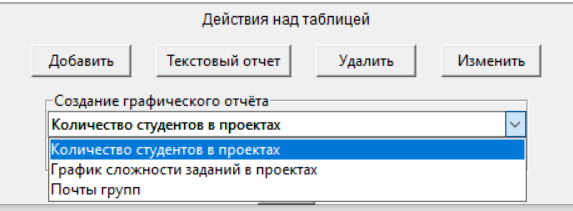 Действия над таблицей
Добавить Текстовый отчет Удалить Изменить
Создание графического отчёта
Количество студентов в проектах
Количество студентов в проектах
График сложности заданий в проектах
Почты групп